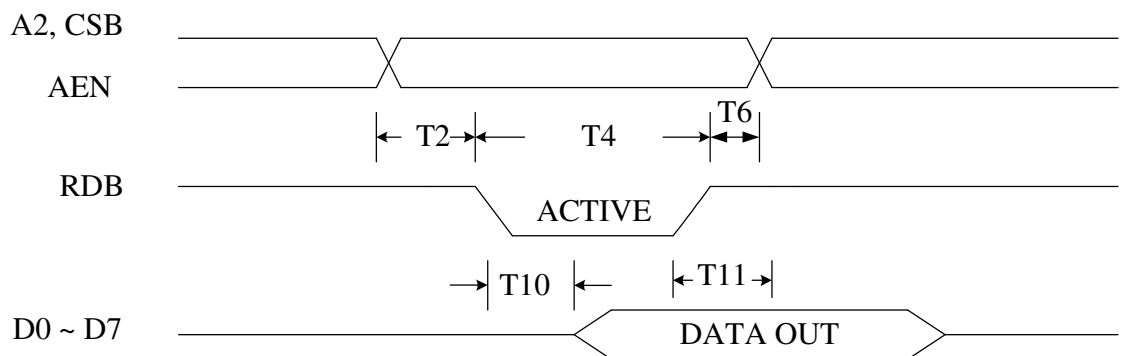 A2, CSB
AEN
T6
T2
T4
RDB
ACTIVE
T10
T11
D0 ~ D7
DATA OUT